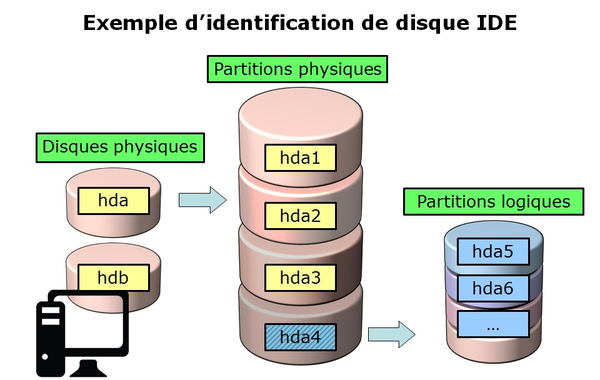 Exemple d’identification de disque IDE
Partitions physiques
Disques physiques
hda
hdb
hda1
hda2
hda3
hda4
Partitions logiques
hda5
hda6
...